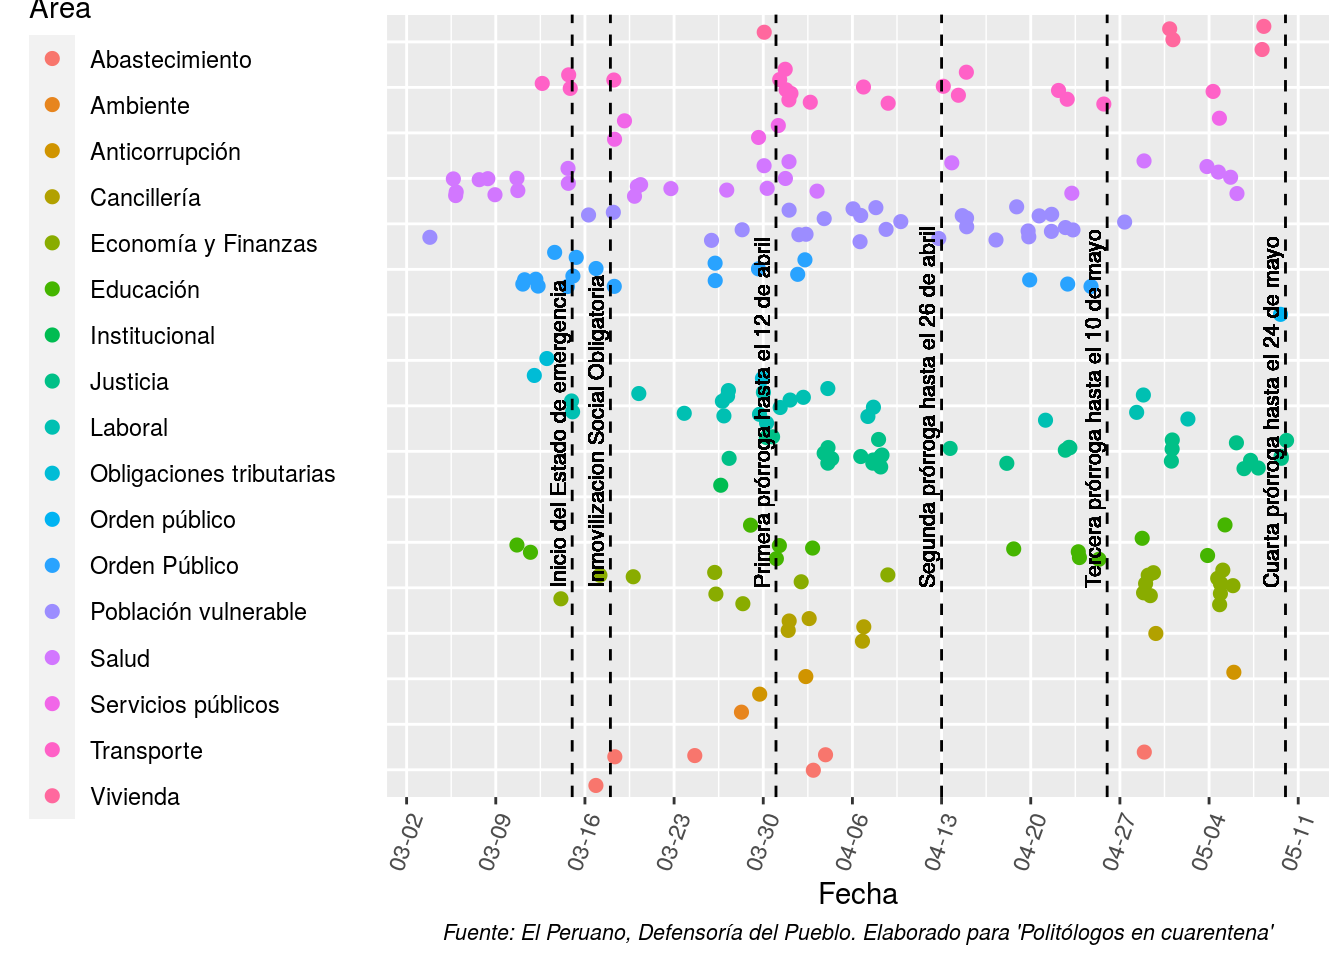 Área
Abastecimiento
Ambiente
Anticorrupción
Cancillería
Economía y Finanzas
Educación
Institucional
Justicia
Laboral
Obligaciones tributarias
Orden público
Orden Público
Población vulnerable
Salud
Servicios públicos
Transporte
Vivienda
Inicio del Estado de emergencia
Inmovilizacion Social Obligatoria
Primera prórroga hasta el 12 de abril
Segunda prórroga hasta el 26 de abril
Tercera prórroga hasta el 10 de mayo
Cuarta prórroga hasta el 24 de mayo
03-02
03-09
03-16
03-23
03-30
04-06
04-13
04-20
04-27
05-04
05-11
Fecha
Fuente: El Peruano, Defensoría del Pueblo. Elaborado para 'Politólogos en cuarentena'